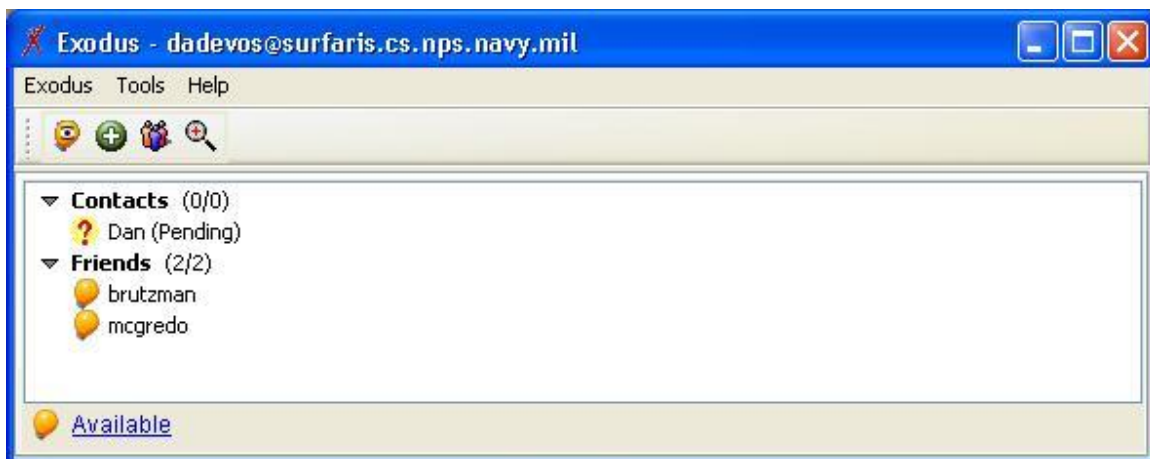 Exodus - dadevos@surfaris.cs.nps.navy.mil
Exodus Tools Help
Contacts (0/0)
Dan (Pending)
Friends (2/2)
brutzman
mcgredo
Available